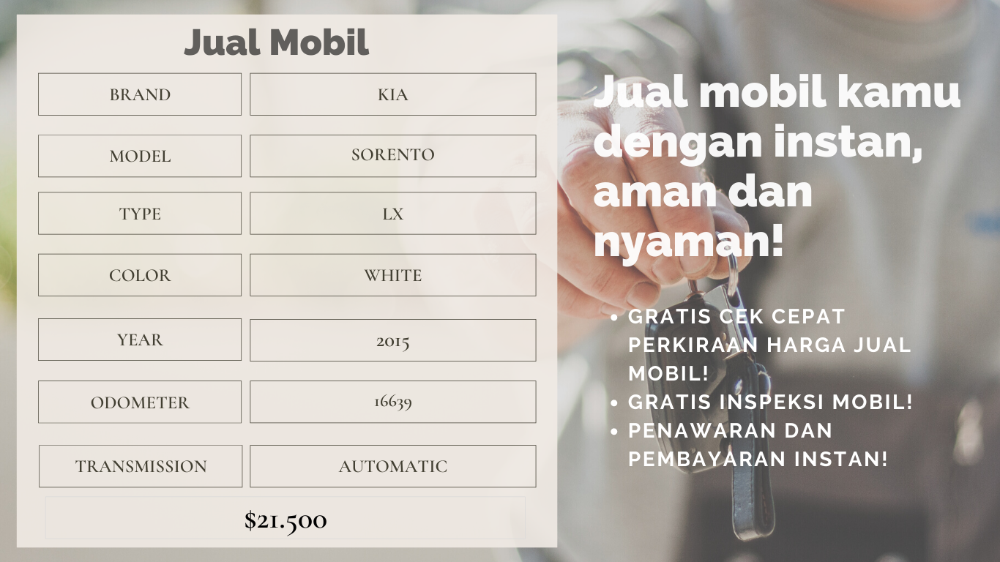 Jual Mobil
BRAND
KIA
MODEL
SORENTO
TYPE
LX
COLOR
WHITE
YEAR
2015
ODOMETER
16639
TRANSMISSION
AUTOMATIC
$21.500
Jual mobil kamu
dengan instan,
aman dan
nyaman!
• GRATIS CEK CEPAT
PERKIRAAN HARGA JUAL
MOBIL!
• GRATIS INSPEKSI MOBIL!
• PENAWARAN DAN
PEMBAYARAN INSTAN!